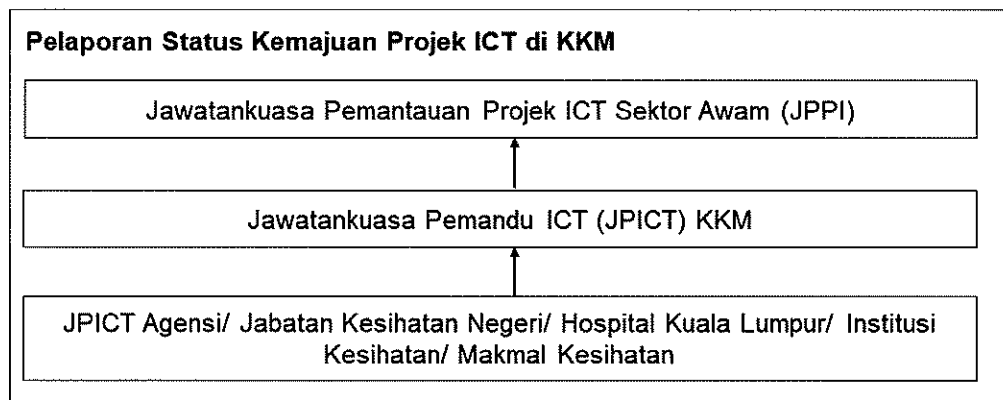 Pelaporan Status Kemajuan Projek ICT di KKM
Jawatankuasa Pemantauan Projek ICT Sektor Awam (JPPI)
Jawatankuasa Pemandu ICT (JPICT) KKM
JPICT Agensi/ Jabatan Kesihatan Negeri/ Hospital Kuala Lumpur/ Institusi
Kesihatan/ Makmal Kesihatan